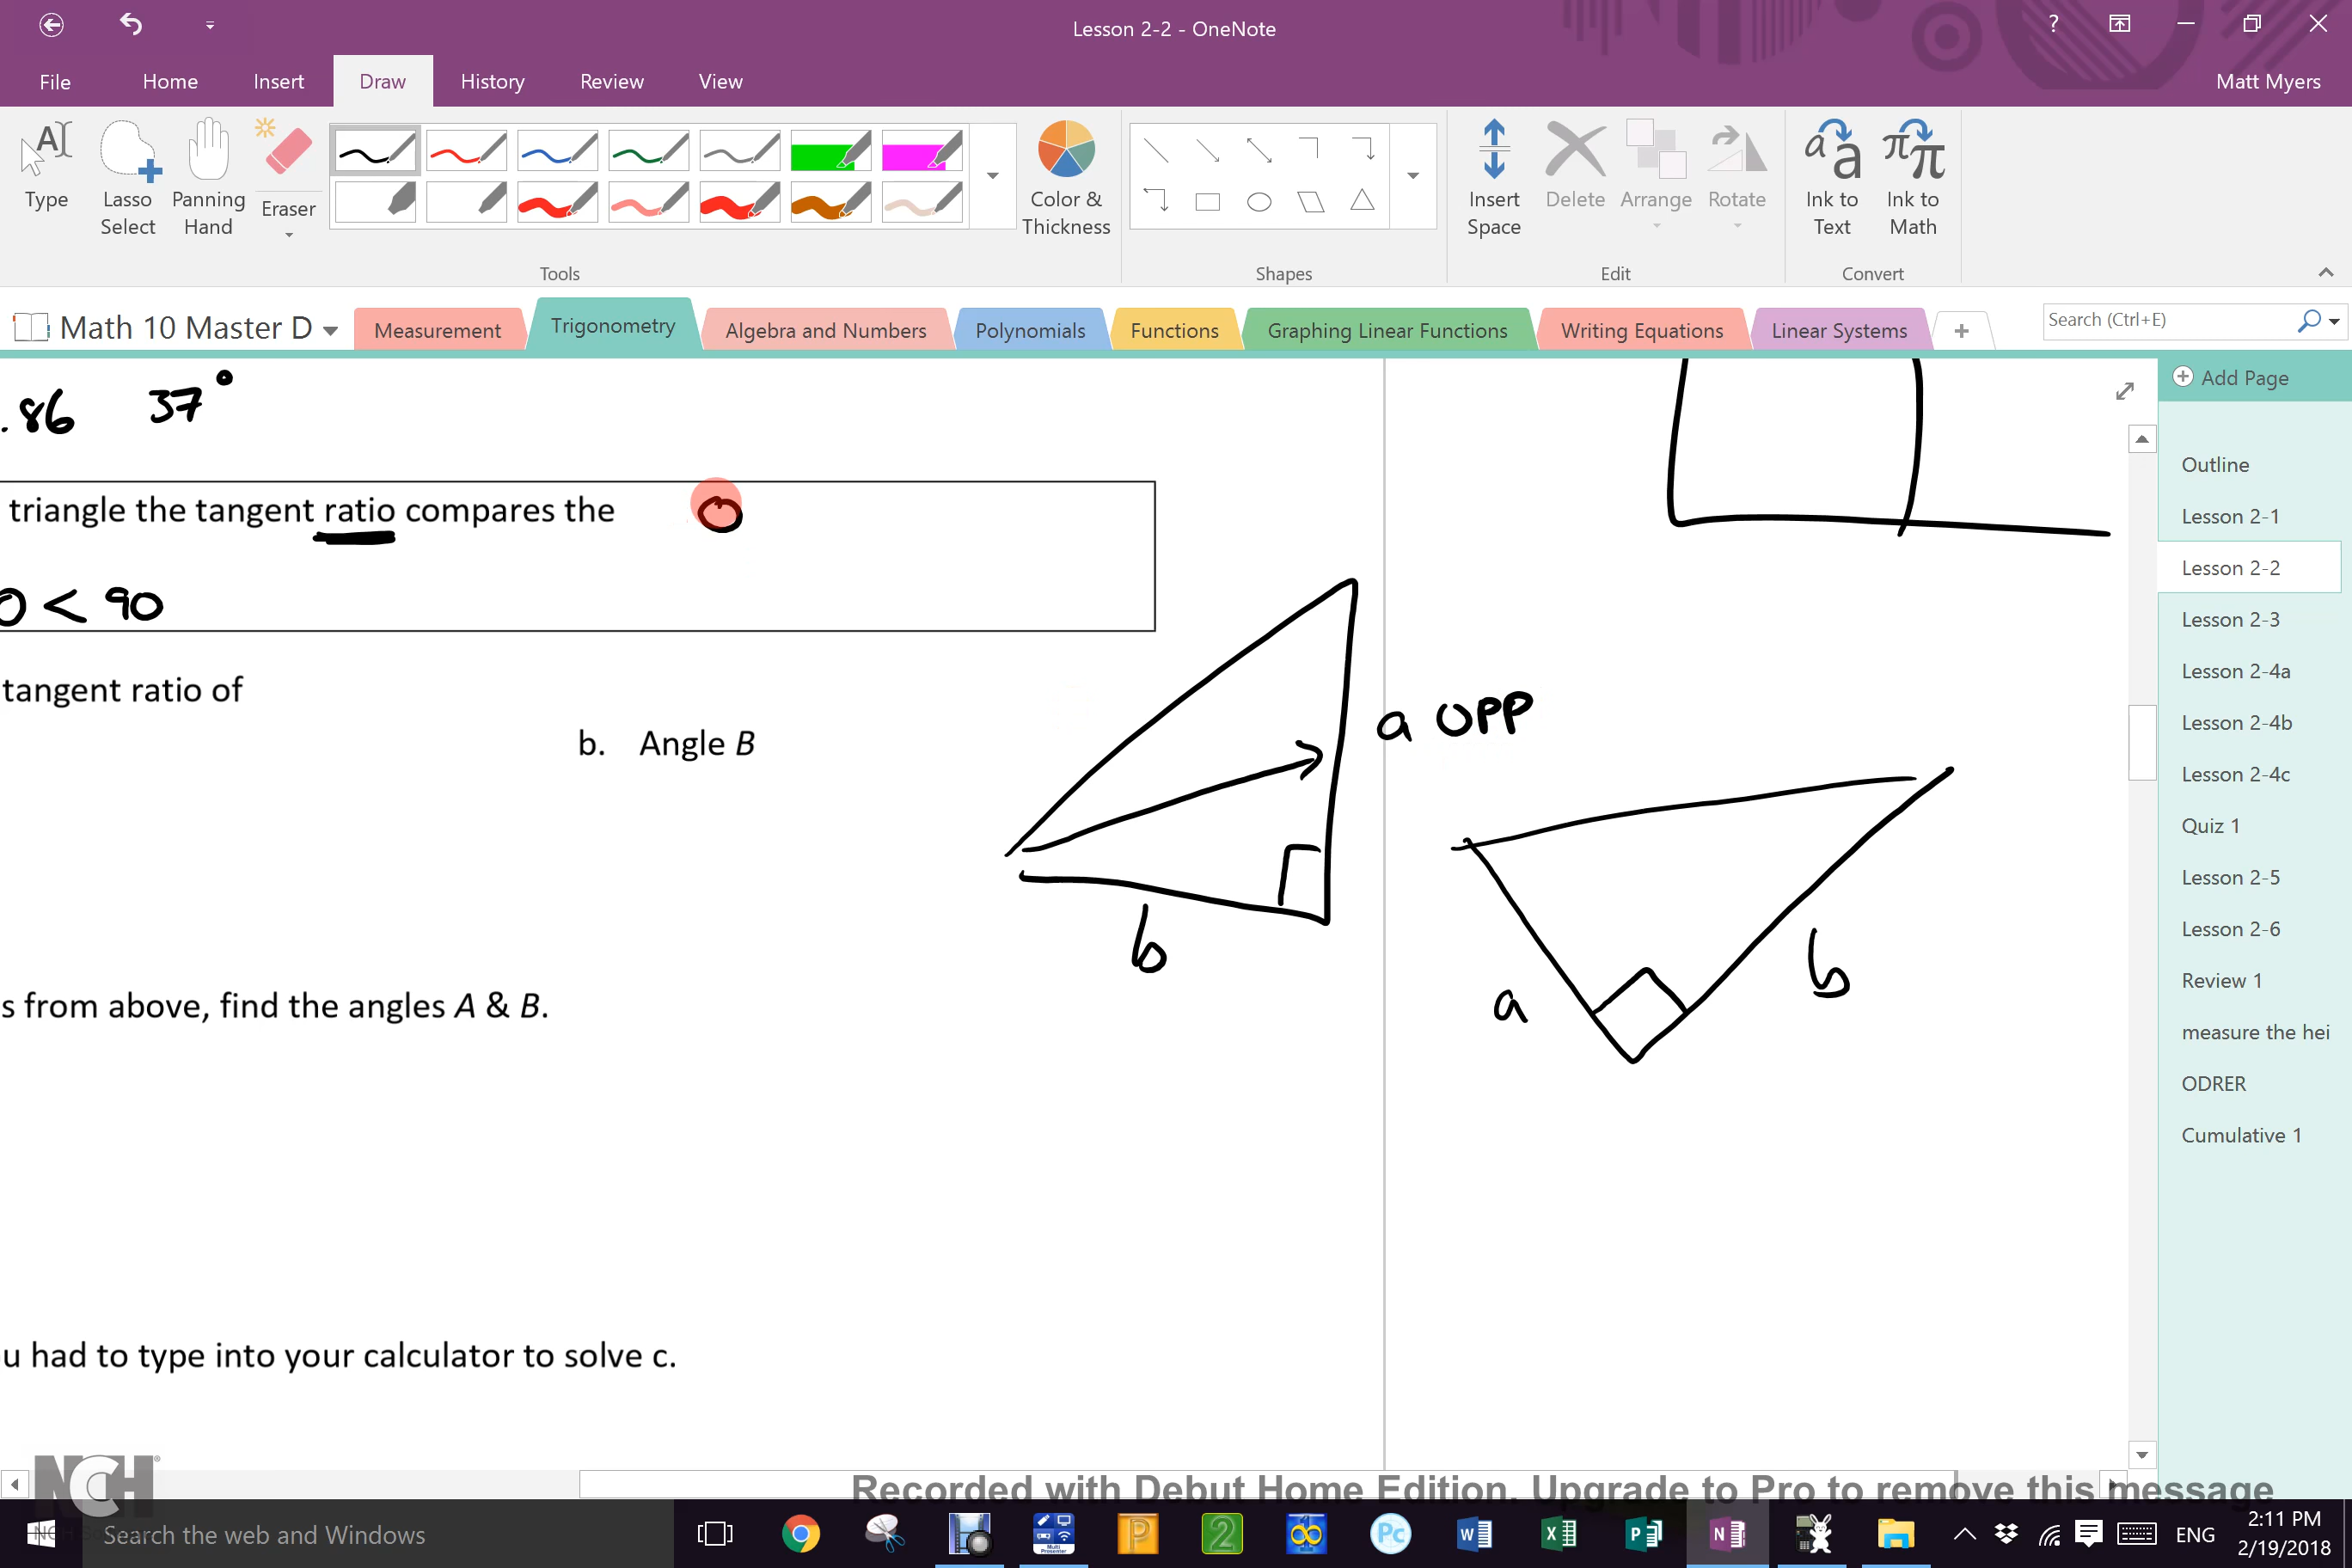 Lesson 2-2 - OneNote
?
File Home Insert Draw History Review View
Matt Myers
Type
Lasso Select
Panning Hand
Eraser
Color & Thickness
Insert Space
Delete
Arrange
Rotate
Ink to Text
Ink to Math
Tools Shapes Edit Convert
Math 10 Master D
Measurement Trigonometry Algebra and Numbers Polynomials Functions Graphing Linear Functions Writing Equations Linear Systems
Search (Ctrl+E)
Add Page
Outline
Lesson 2-1
Lesson 2-2
Lesson 2-3
Lesson 2-4a
Lesson 2-4b
Lesson 2-4c
Quiz 1
Lesson 2-5
Lesson 2-6
Review 1
measure the hei
ODRER
Cumulative 1
.86 37°
triangle the tangent ratio compares the O
0 < 90
tangent ratio of
b. Angle B
a OPP
b
a
b
s from above, find the angles A & B.
u had to type into your calculator to solve c.
NCH
Recorded with Debut Home Edition. Upgrade to Pro to remove this message
Search the web and Windows
ENG
2:11 PM
2/19/2018